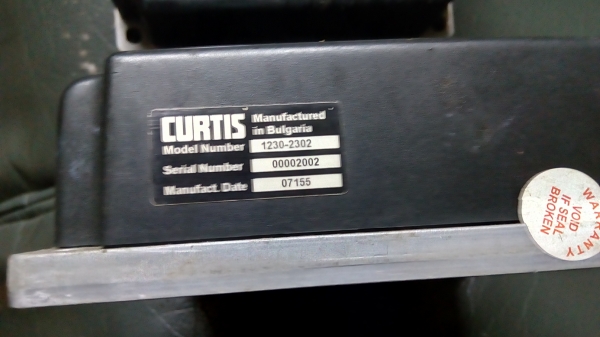 CURTIS Manufactured
in Bulgaria
Model Number 1230-2302
Serial Number 00002002
Manufact. Date 07155
WARRANTY
VOID
IF SEAL
BROKEN